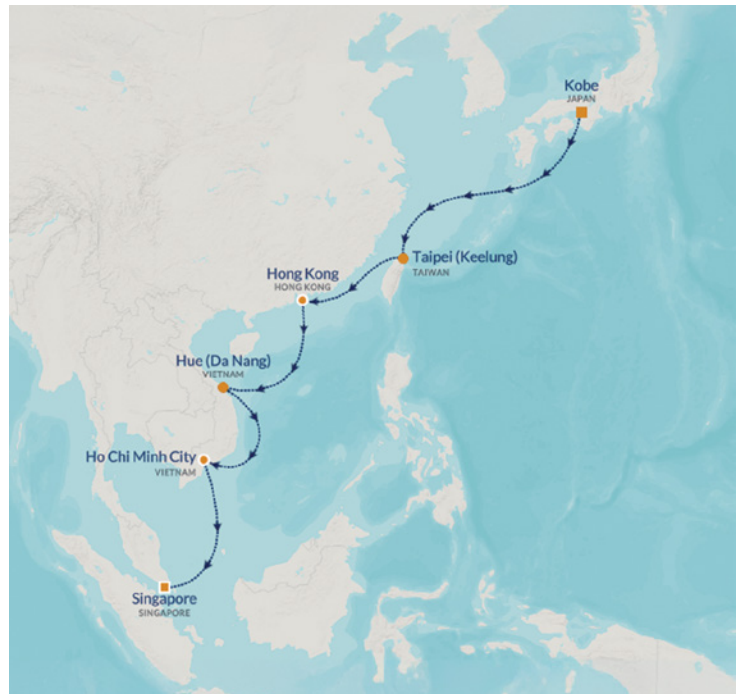 Kobe
JAPAN
Taipei (Keelung)
TAIWAN
Hong Kong
HONG KONG
Hue (Da Nang)
VIETNAM
Ho Chi Minh City
VIETNAM
Singapore
SINGAPORE